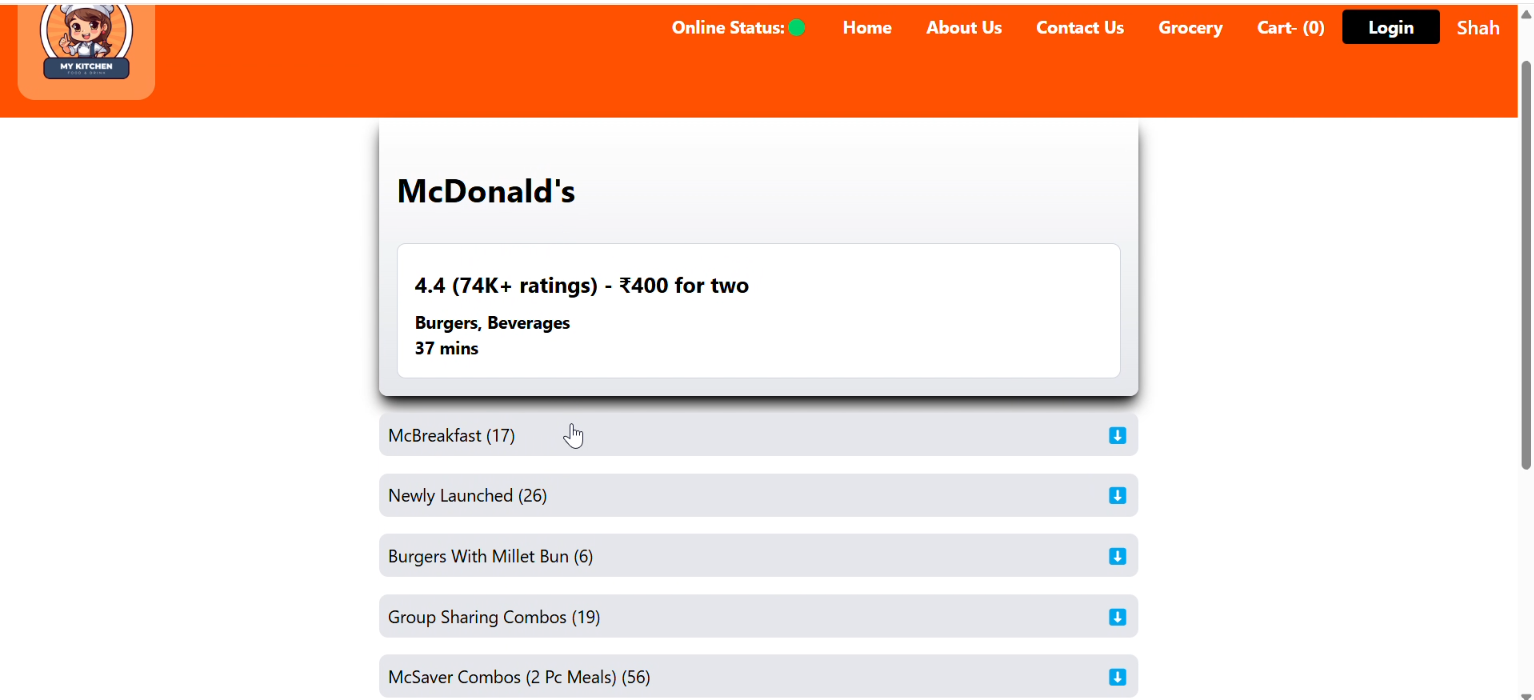 MY KITCHEN
FOOD & DRINK
Online Status: Home About Us Contact Us Grocery Cart- (0) Login Shah
McDonald's
4.4 (74K+ ratings) - ₹400 for two
Burgers, Beverages
37 mins
McBreakfast (17)
Newly Launched (26)
Burgers With Millet Bun (6)
Group Sharing Combos (19)
McSaver Combos (2 Pc Meals) (56)